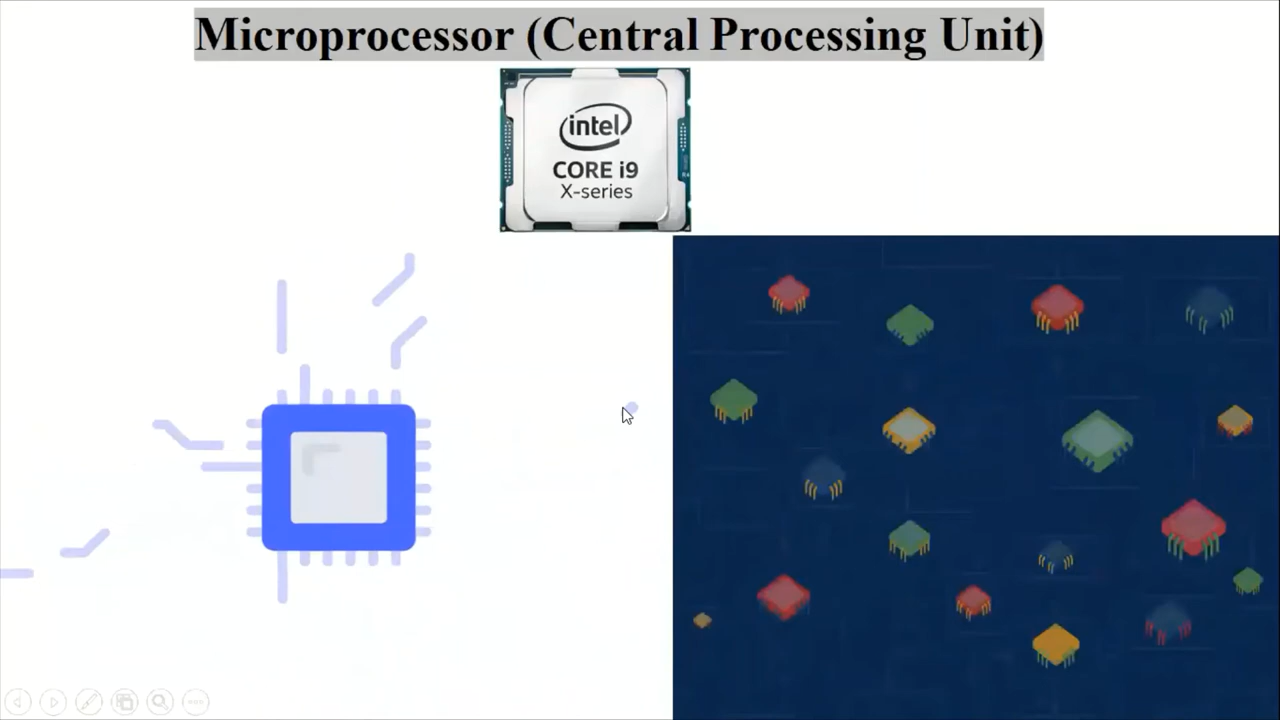 Microprocessor (Central Processing Unit)
intel
CORE i9
X-series